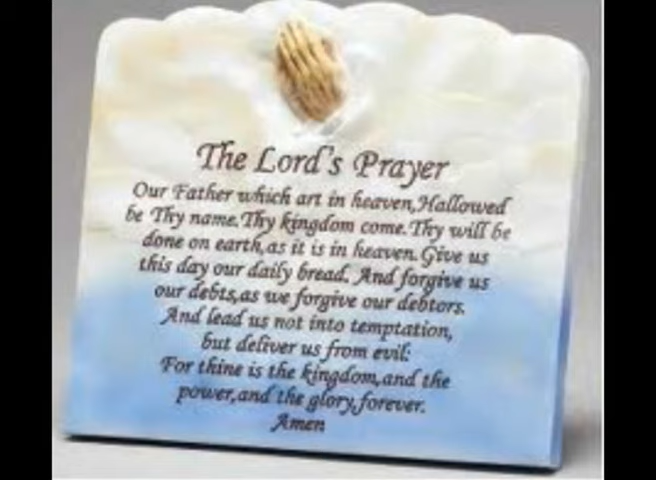 The Lord's Prayer
Our Father which art in heaven,Hallowed
be Thy name.Thy kingdom come.Thy will be
done on earth,as it is in heaven.Give us
this day our daily bread. And forgive us
our debts,as we forgive our debtors.
And lead us not into temptation,
but deliver us from evil:
For thine is the kingdom,and the
power,and the glory,forever.
Amen